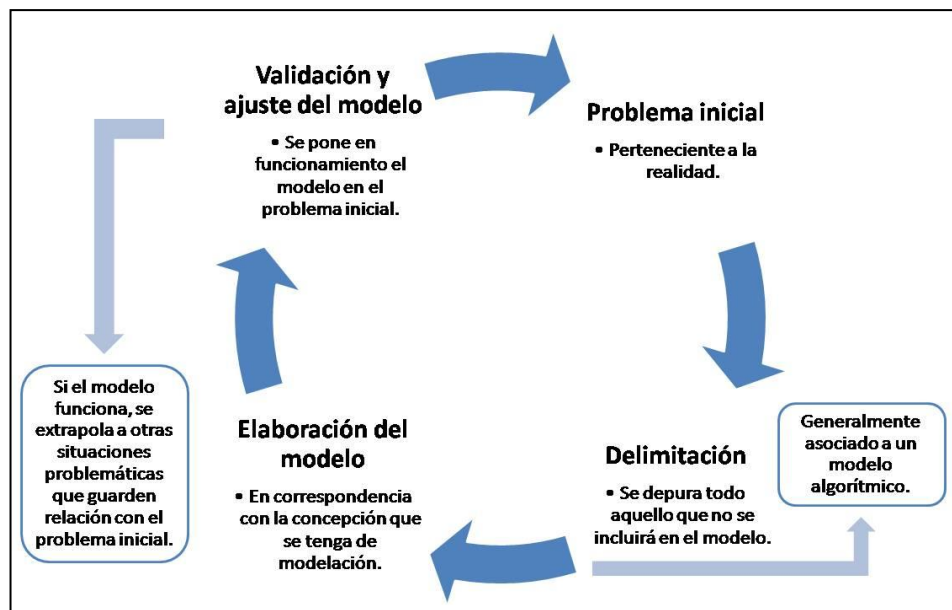 Validación y
ajuste del modelo
• Se pone en
funcionamiento el
modelo en el
problema inicial.
Problema inicial
• Perteneciente a la
realidad.
Delimitación
• Se depura todo
aquello que no se
incluirá en el modelo.
Generalmente
asociado a un
modelo
algorítmico.
Elaboración del
modelo
• En correspondencia
con la concepción que
se tenga de
modelación.
Si el modelo
funciona, se
extrapola a otras
situaciones
problemáticas
que guarden
relación con el
problema inicial.